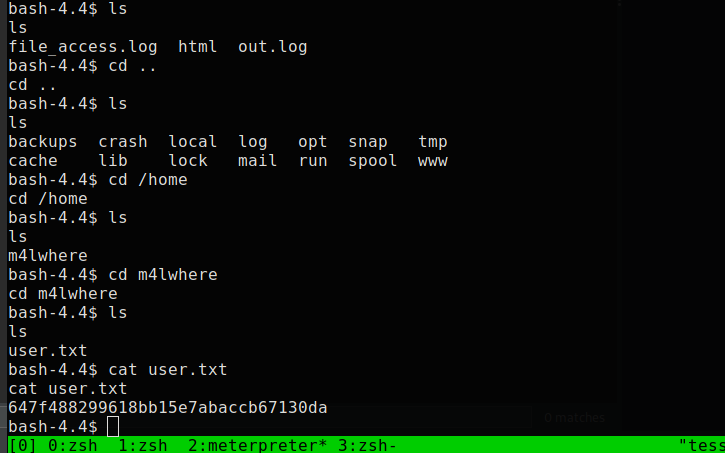 bash-4.4$ ls
ls
file_access.log  html  out.log
bash-4.4$ cd ..
cd ..
bash-4.4$ ls
ls
backups  crash  local  log   opt  snap   tmp
cache    lib    lock   mail  run  spool  www
bash-4.4$ cd /home
cd /home
bash-4.4$ ls
ls
m4lwhere
bash-4.4$ cd m4lwhere
cd m4lwhere
bash-4.4$ ls
ls
user.txt
bash-4.4$ cat user.txt
cat user.txt
647f488299618bb15e7abaccb67130da
0 matches
bash-4.4$
[0] 0:zsh  1:zsh  2:meterpreter* 3:zsh-  "tess